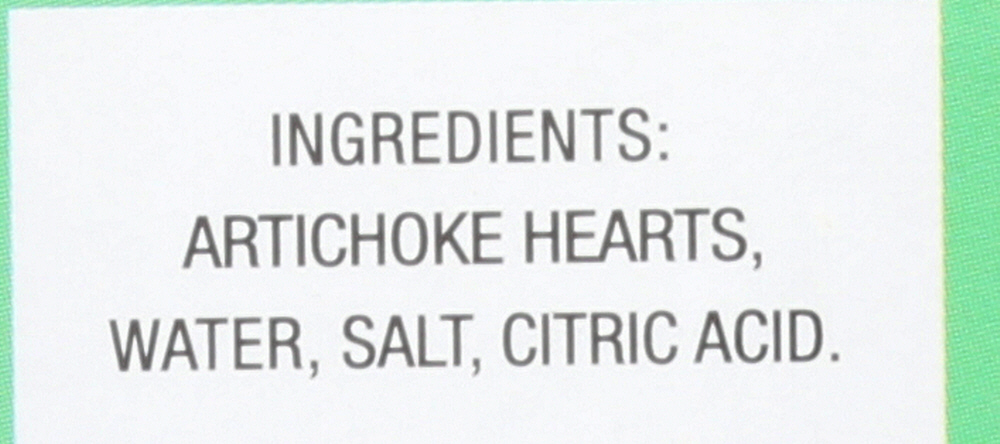 INGREDIENTS:
ARTICHOKE HEARTS,
WATER, SALT, CITRIC ACID.